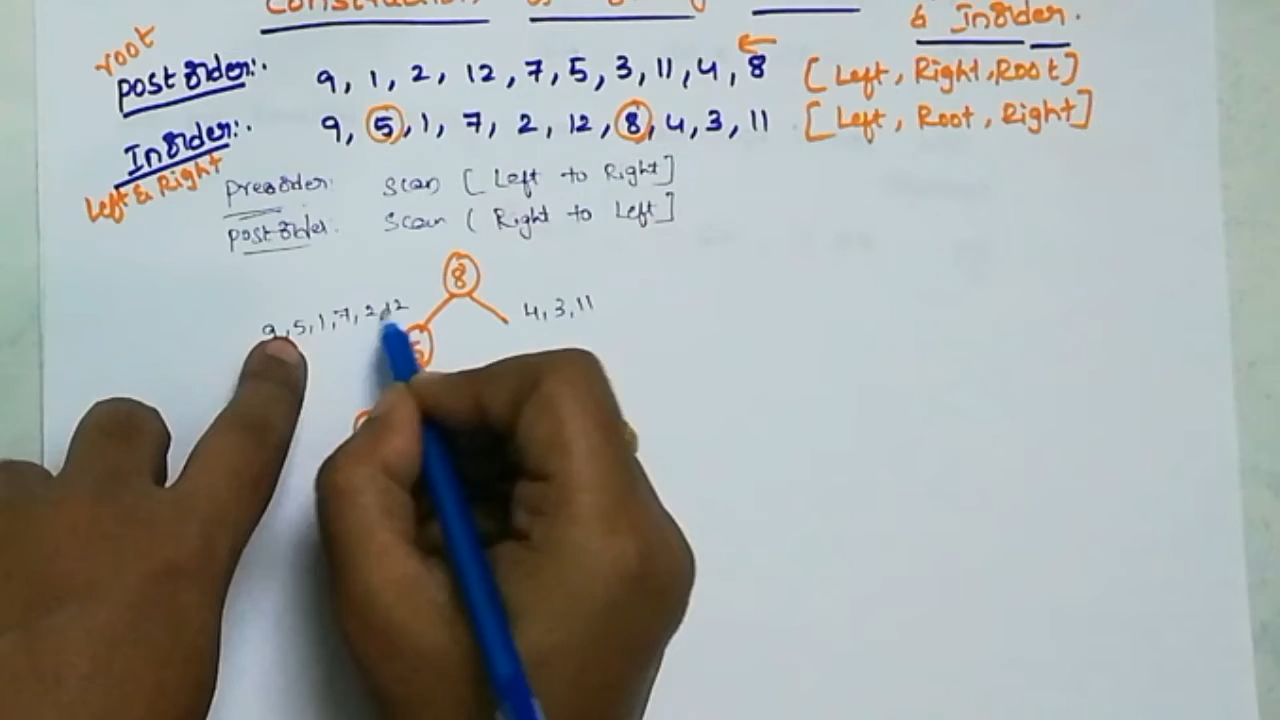 & Inorder.
root
postorder:. 9, 1, 2, 12, 7, 5, 3, 11, 4, 8 [Left, Right, Root]
Inorder:. 9, 5, 1, 7, 2, 12, 8, 4, 3, 11 [Left, Root, Right]
Left & Right
preorder: scan [Left to Right]
postorder: scan (Right to Left]
8
9, 5, 1, 7, 2, 12 4, 3, 11
5